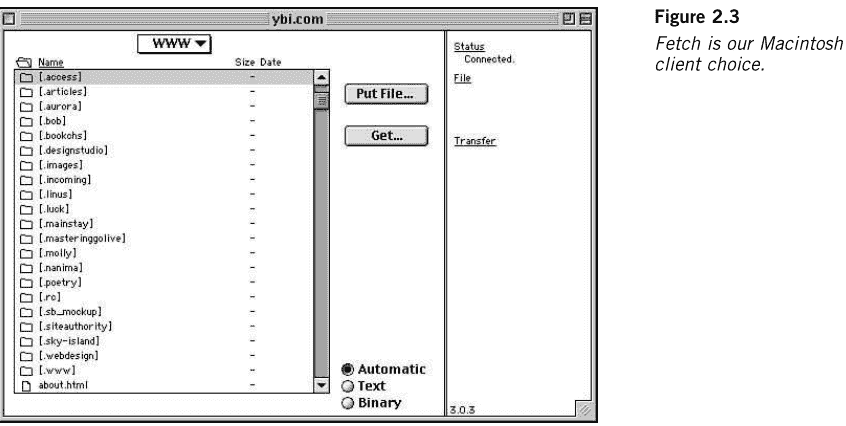 ybi.com
WWW
Name Size Date
[.access] -
[.articles] -
[.aurora] -
[.bob] -
[.bookchs] -
[.designstudio] -
[.images] -
[.incoming] -
[.linus] -
[.luck] -
[.mainstay] -
[.masteringgolive] -
[.molly] -
[.nanima] -
[.poetry] -
[.rc] -
[.sb_mockup] -
[.siteauthority] -
[.sky-island] -
[.webdesign] -
[.www] -
about.html -
Put File...
Get...
Automatic
Text
Binary
Status
Connected.
File
Transfer
3.0.3
Figure 2.3
Fetch is our Macintosh
client choice.